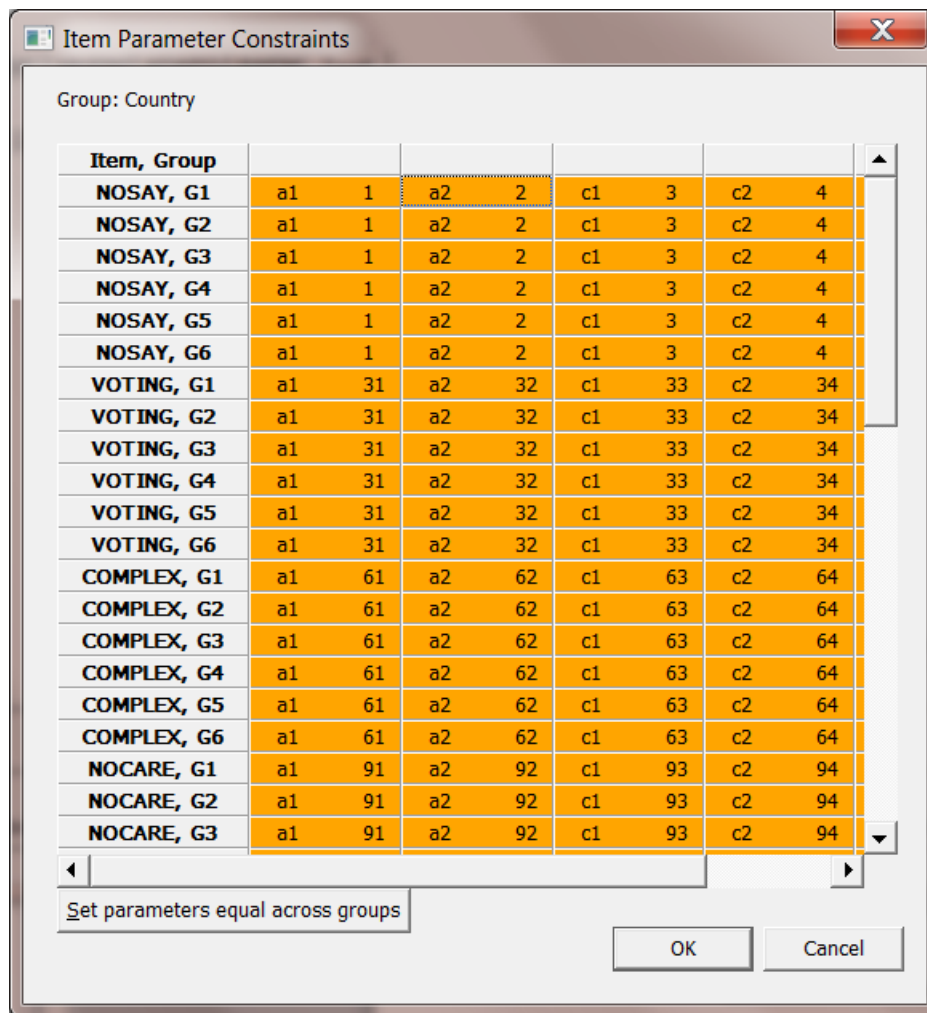 Item Parameter Constraints
X
Group: Country
Item, Group
NOSAY, G1 a1 1 a2 2 c1 3 c2 4
NOSAY, G2 a1 1 a2 2 c1 3 c2 4
NOSAY, G3 a1 1 a2 2 c1 3 c2 4
NOSAY, G4 a1 1 a2 2 c1 3 c2 4
NOSAY, G5 a1 1 a2 2 c1 3 c2 4
NOSAY, G6 a1 1 a2 2 c1 3 c2 4
VOTING, G1 a1 31 a2 32 c1 33 c2 34
VOTING, G2 a1 31 a2 32 c1 33 c2 34
VOTING, G3 a1 31 a2 32 c1 33 c2 34
VOTING, G4 a1 31 a2 32 c1 33 c2 34
VOTING, G5 a1 31 a2 32 c1 33 c2 34
VOTING, G6 a1 31 a2 32 c1 33 c2 34
COMPLEX, G1 a1 61 a2 62 c1 63 c2 64
COMPLEX, G2 a1 61 a2 62 c1 63 c2 64
COMPLEX, G3 a1 61 a2 62 c1 63 c2 64
COMPLEX, G4 a1 61 a2 62 c1 63 c2 64
COMPLEX, G5 a1 61 a2 62 c1 63 c2 64
COMPLEX, G6 a1 61 a2 62 c1 63 c2 64
NOCARE, G1 a1 91 a2 92 c1 93 c2 94
NOCARE, G2 a1 91 a2 92 c1 93 c2 94
NOCARE, G3 a1 91 a2 92 c1 93 c2 94
Set parameters equal across groups
OK Cancel